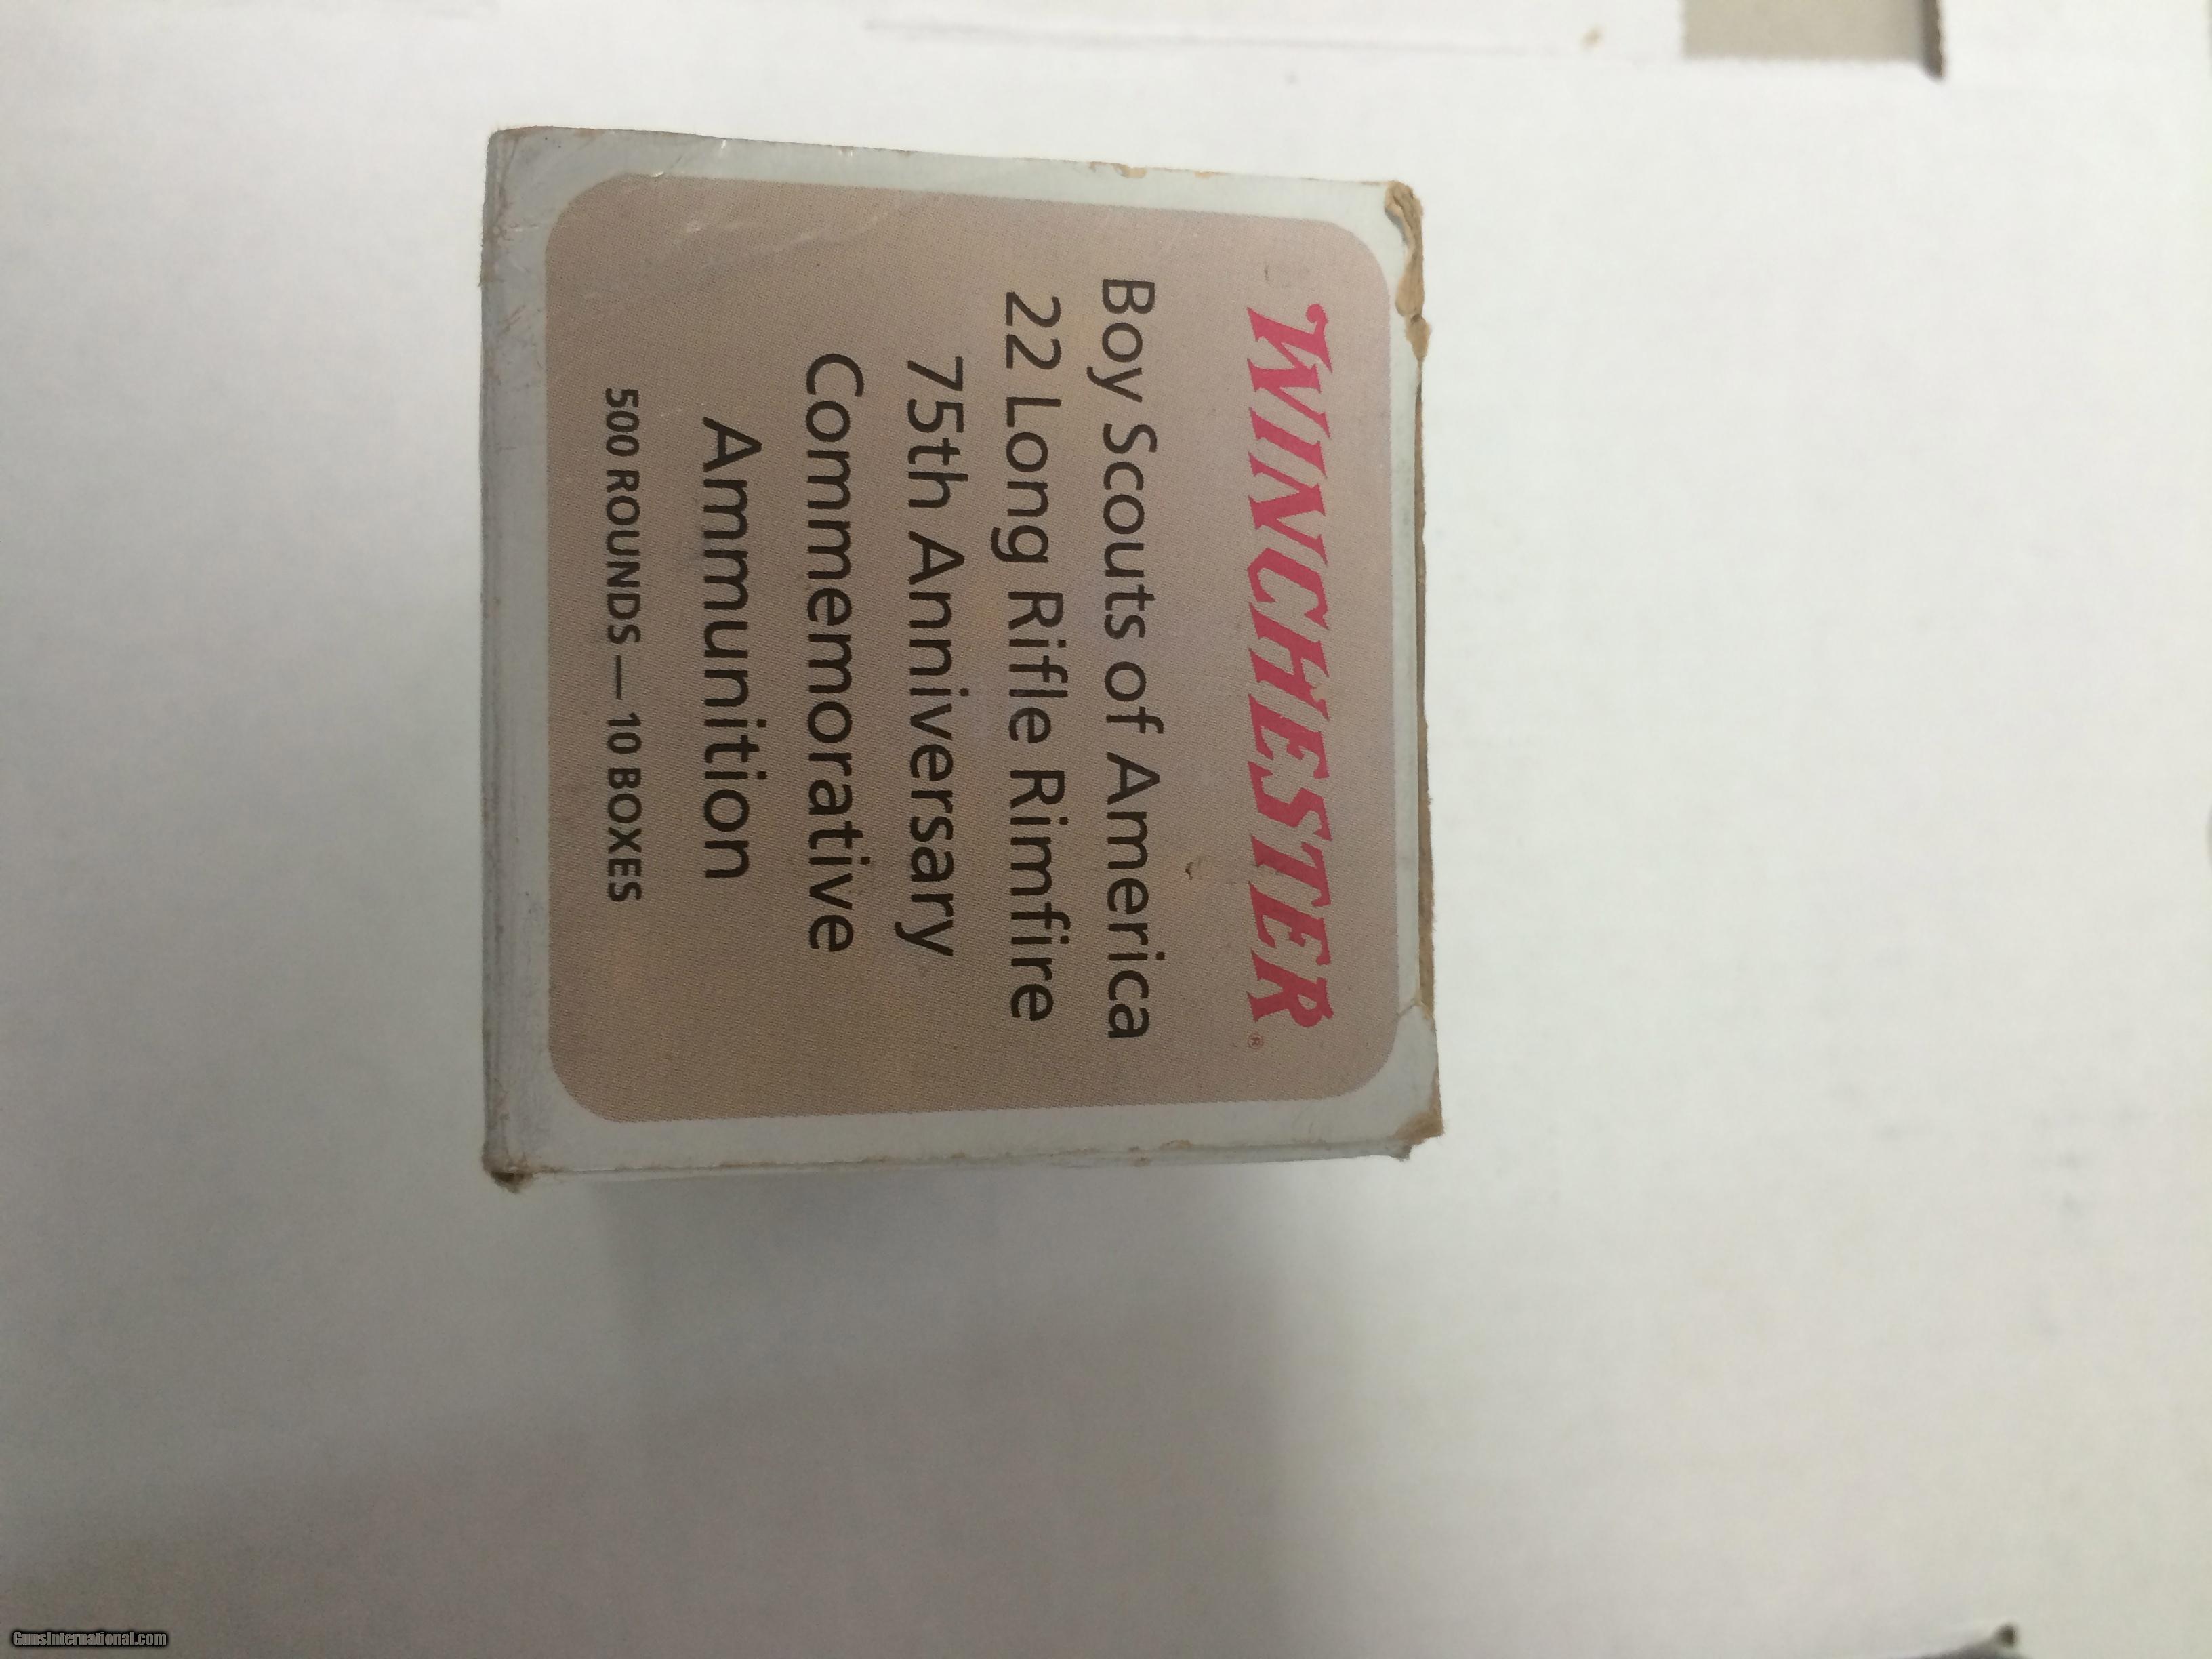 WINCHESTER®
Boy Scouts of America
22 Long Rifle Rimfire
75th Anniversary
Commemorative
Ammunition
500 ROUNDS — 10 BOXES
GunsInternational.com